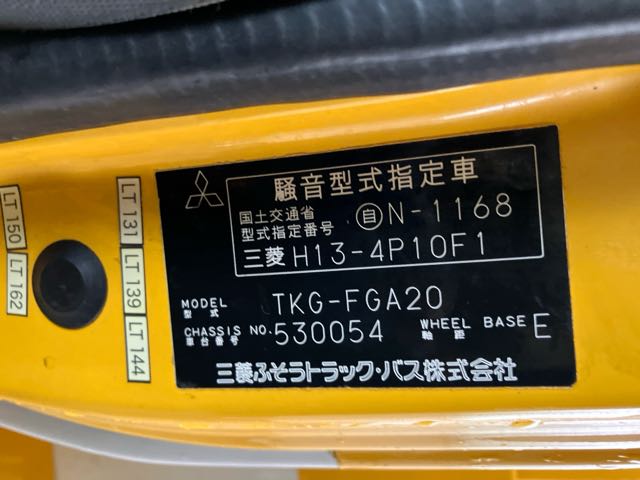 騒音型式指定車
国土交通省
型式指定番号
自 N-1168
三菱 H13-4P10F1
MODEL
型式
TKG-FGA20
CHASSIS NO.
車台番号
530054
WHEEL BASE
軸距
E
三菱ふそうトラック・バス株式会社
LT 150
LT 162
LT 131
LT 139
LT 144